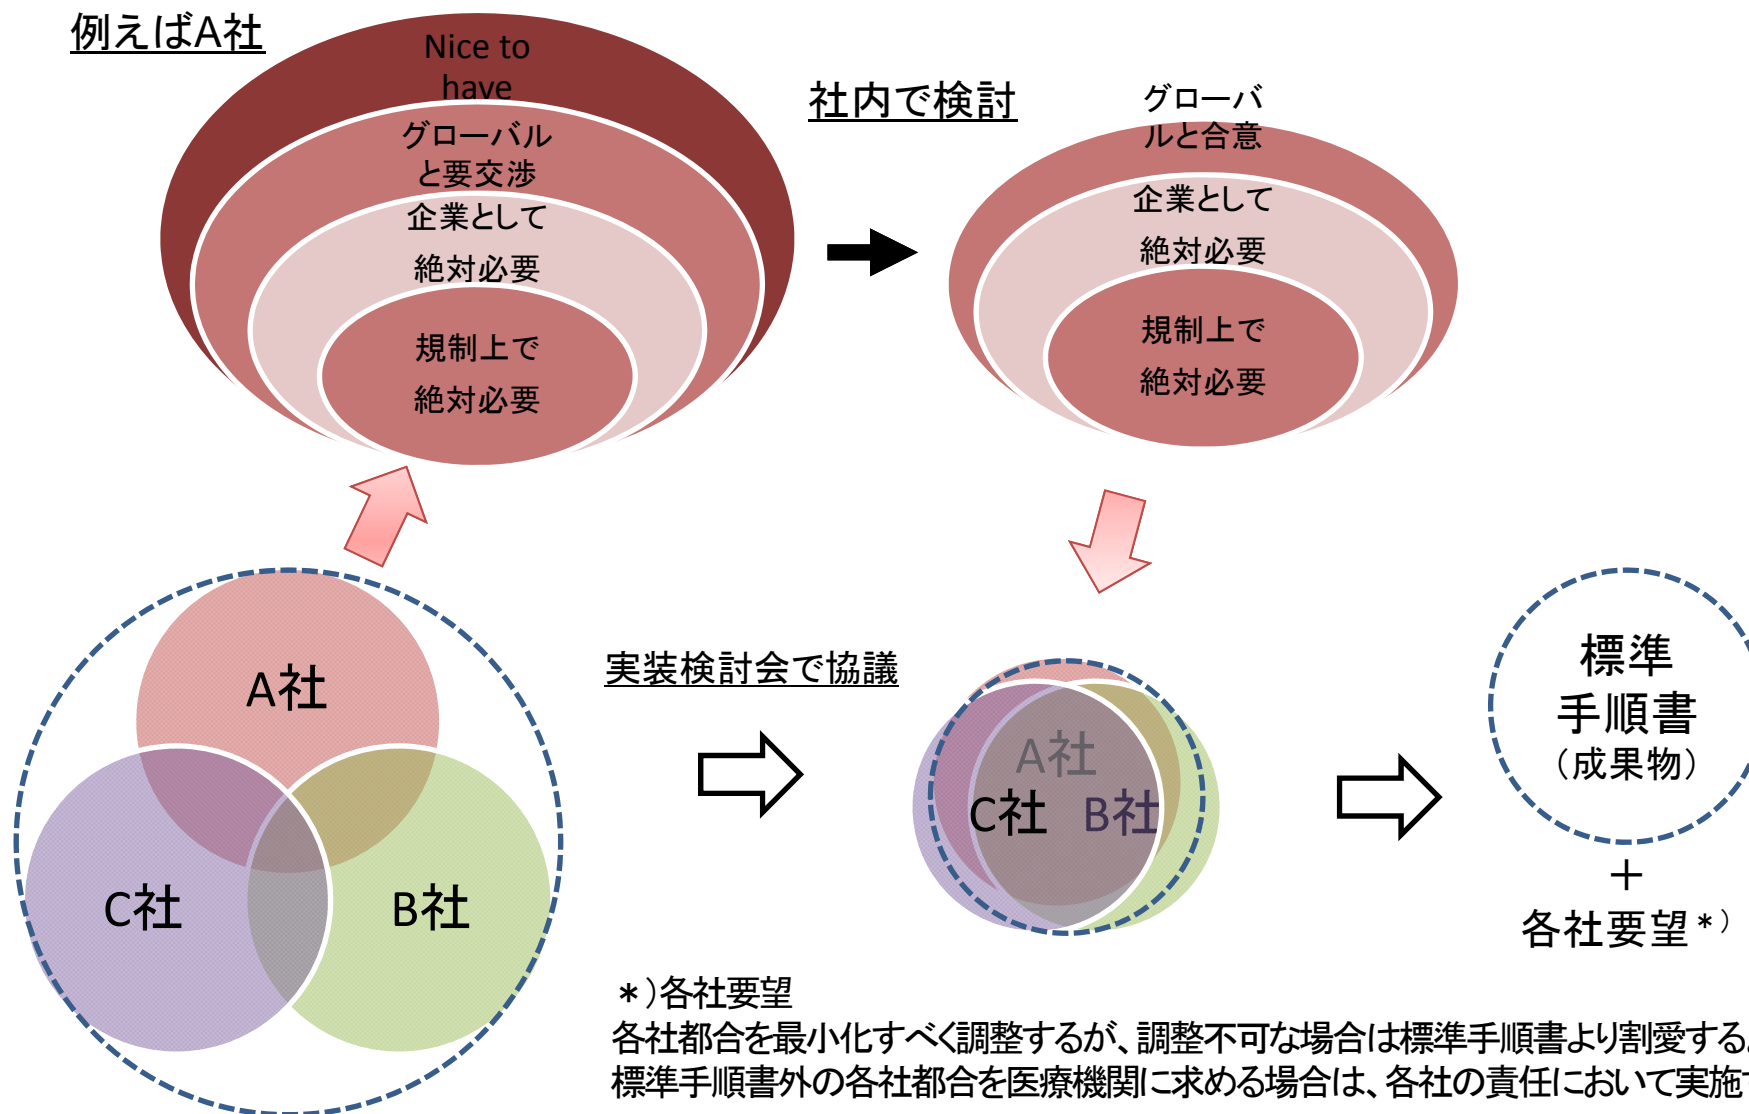 例えばA社
Nice to
have
グローバル
と要交渉
企業として
絶対必要
規制上で
絶対必要
社内で検討
グローバ
ルと合意
企業として
絶対必要
規制上で
絶対必要
A社
C社
B社
実装検討会で協議
A社
C社
B社
標準
手順書
（成果物）
＋
各社要望*）
*）各社要望
各社都合を最小化すべく調整するが、調整不可な場合は標準手順書より割愛する
標準手順書外の各社都合を医療機関に求める場合は、各社の責任において実施